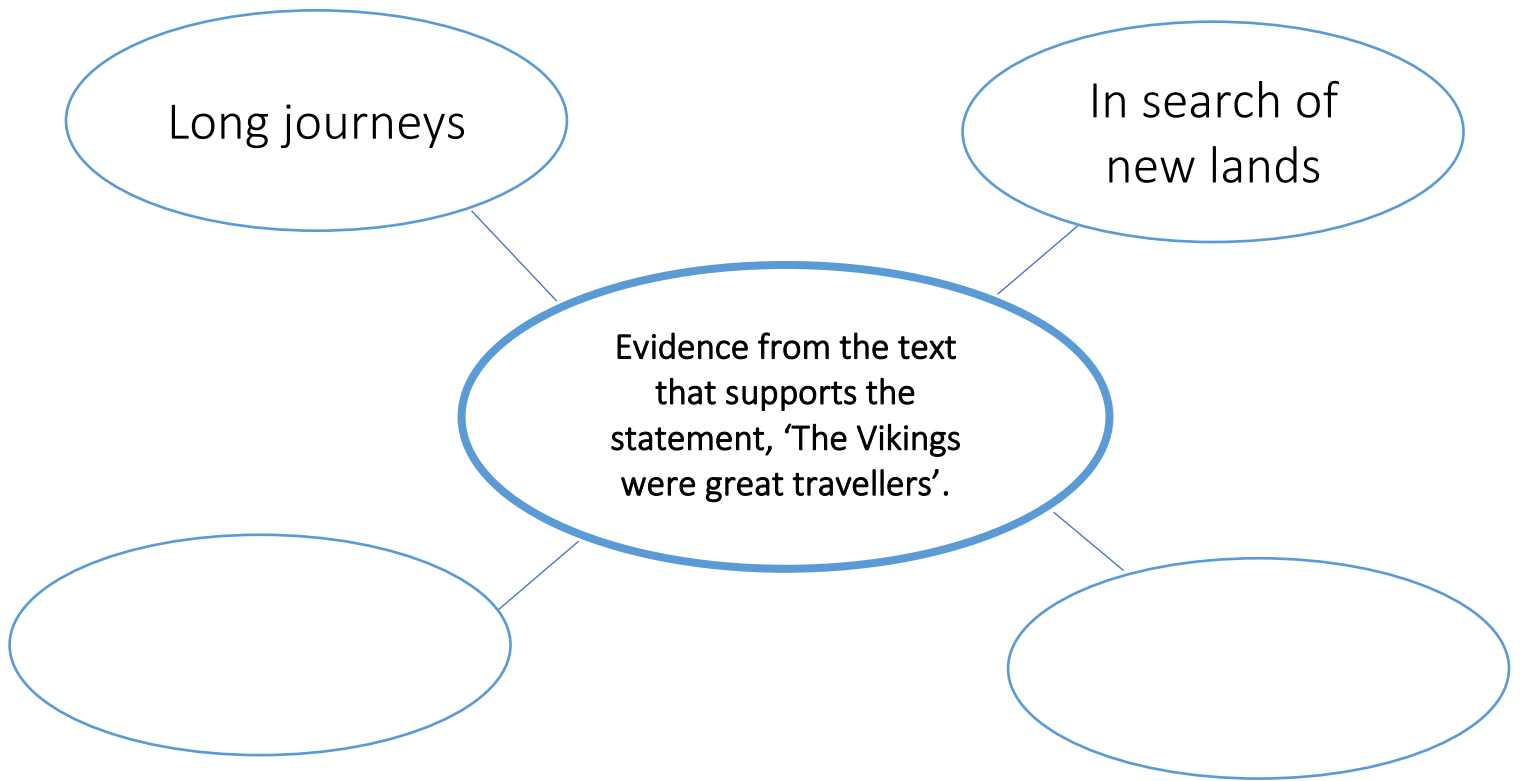 Long journeys
In search of
new lands
Evidence from the text
that supports the
statement, ‘The Vikings
were great travellers’.